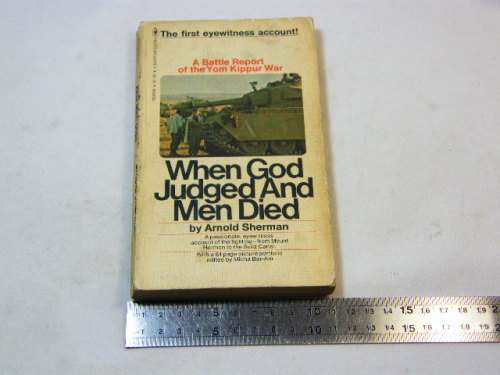 The first eyewitness account!
A Battle Report
of the Yom Kippur War
When God
Judged And
Men Died
by Arnold Sherman
A passionate, eyewitness
account of the fighting—from Mount
Hermon to the Suez Canal.
With a 64 page picture portfolio
edited by Micha Bar-Am